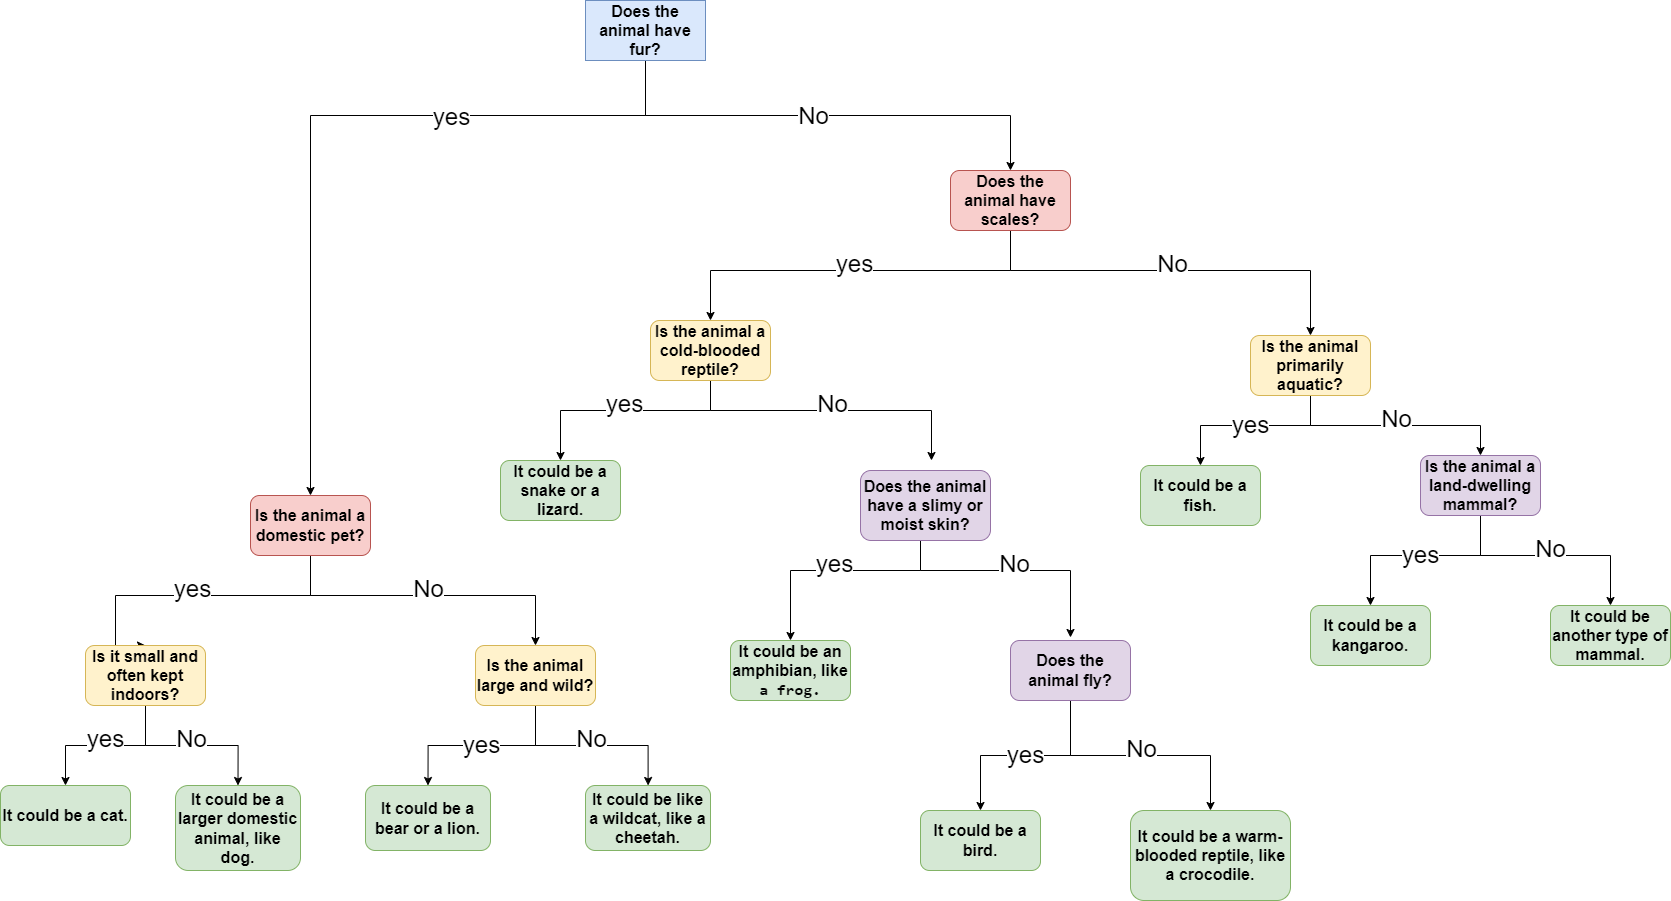 Does the
animal have
fur?
yes
No
Does the
animal have
scales?
yes
No
Is the animal a
cold-blooded
reptile?
Is the animal
primarily
aquatic?
yes
No
yes
No
It could be a
snake or a
lizard.
Does the animal
have a slimy or
moist skin?
It could be a
fish.
Is the animal a
land-dwelling
mammal?
Is the animal a
domestic pet?
yes
No
yes
No
yes
No
It could be an
amphibian, like
a frog.
Does the
animal fly?
It could be a
kangaroo.
It could be
another type of
mammal.
Is it small and
often kept
indoors?
Is the animal
large and wild?
yes
No
yes
No
yes
No
It could be a cat.
It could be a
larger domestic
animal, like
dog.
It could be a
bear or a lion.
It could be like
a wildcat, like a
cheetah.
It could be a
bird.
It could be a warm-
blooded reptile, like
a crocodile.